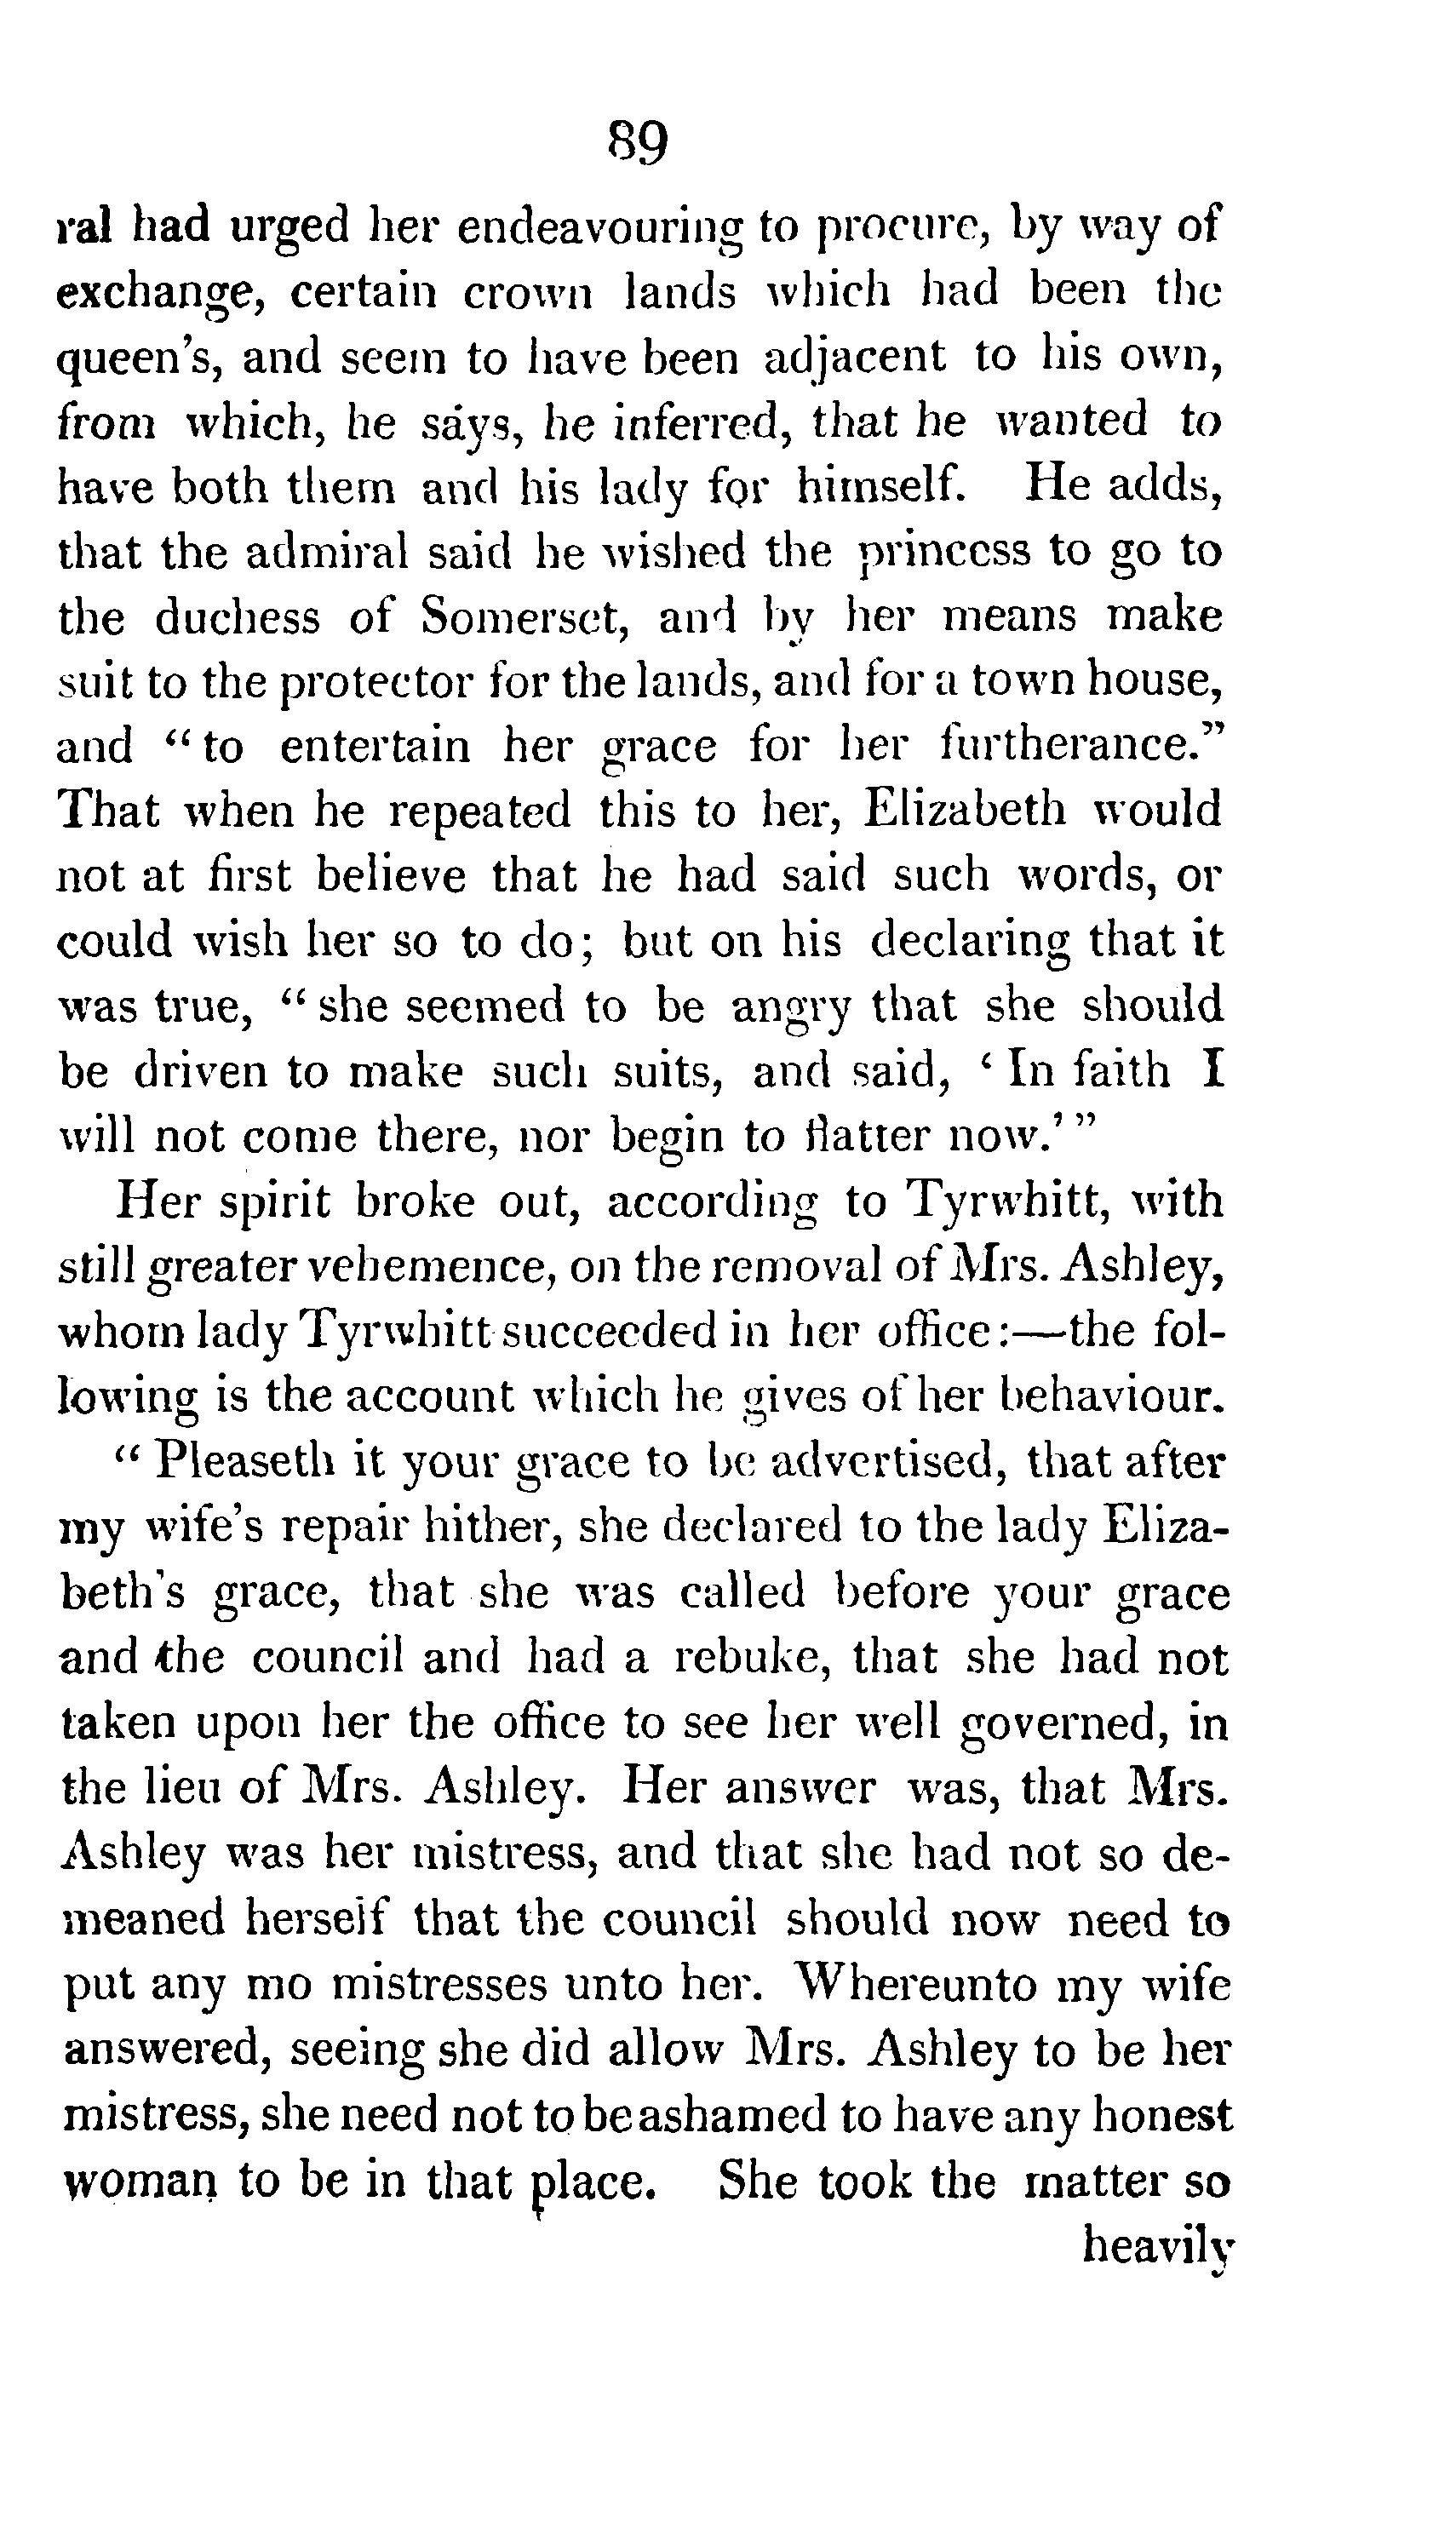 89
ral had urged her endeavouring to procure, by way of
exchange, certain crown lands which had been the
queen's, and seem to have been adjacent to his own,
from which, he says, he inferred, that he wanted to
have both them and his lady for himself. He adds,
that the admiral said he wished the princess to go to
the duchess of Somerset, and by her means make
suit to the protector for the lands, and for a town house,
and “to entertain her grace for her furtherance.”
That when he repeated this to her, Elizabeth would
not at first believe that he had said such words, or
could wish her so to do; but on his declaring that it
was true, “she seemed to be angry that she should
be driven to make such suits, and said, ‘In faith I
will not come there, nor begin to flatter now.’”
Her spirit broke out, according to Tyrwhitt, with
still greater vehemence, on the removal of Mrs. Ashley,
whom lady Tyrwhitt succeeded in her office:—the fol-
lowing is the account which he gives of her behaviour.
“Pleaseth it your grace to be advertised, that after
my wife's repair hither, she declared to the lady Eliza-
beth's grace, that she was called before your grace
and the council and had a rebuke, that she had not
taken upon her the office to see her well governed, in
the lieu of Mrs. Ashley. Her answer was, that Mrs.
Ashley was her mistress, and that she had not so de-
meaned herself that the council should now need to
put any mo mistresses unto her. Whereunto my wife
answered, seeing she did allow Mrs. Ashley to be her
mistress, she need not to be ashamed to have any honest
woman to be in that place. She took the matter so
heavily